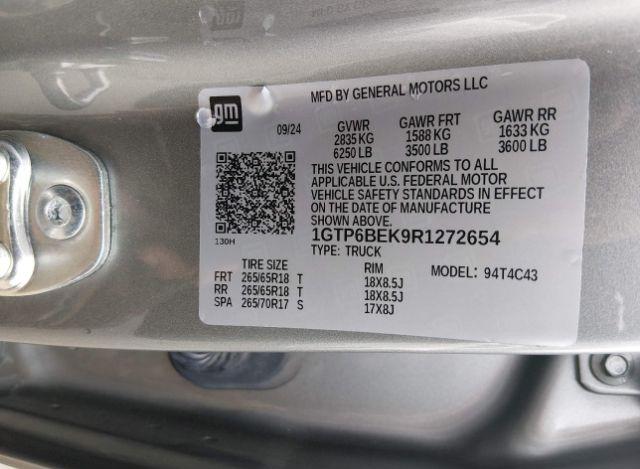 gm
MFD BY GENERAL MOTORS LLC
09/24
GVWR GAWR FRT GAWR RR
2835 KG 1588 KG 1633 KG
6250 LB 3500 LB 3600 LB
THIS VEHICLE CONFORMS TO ALL
APPLICABLE U.S. FEDERAL MOTOR
VEHICLE SAFETY STANDARDS IN EFFECT
ON THE DATE OF MANUFACTURE
SHOWN ABOVE.
130H
1GTP6BEK9R1272654
TYPE: TRUCK
TIRE SIZE RIM MODEL: 94T4C43
FRT 265/65R18 T 18X8.5J
RR 265/65R18 T 18X8.5J
SPA 265/70R17 S 17X8J